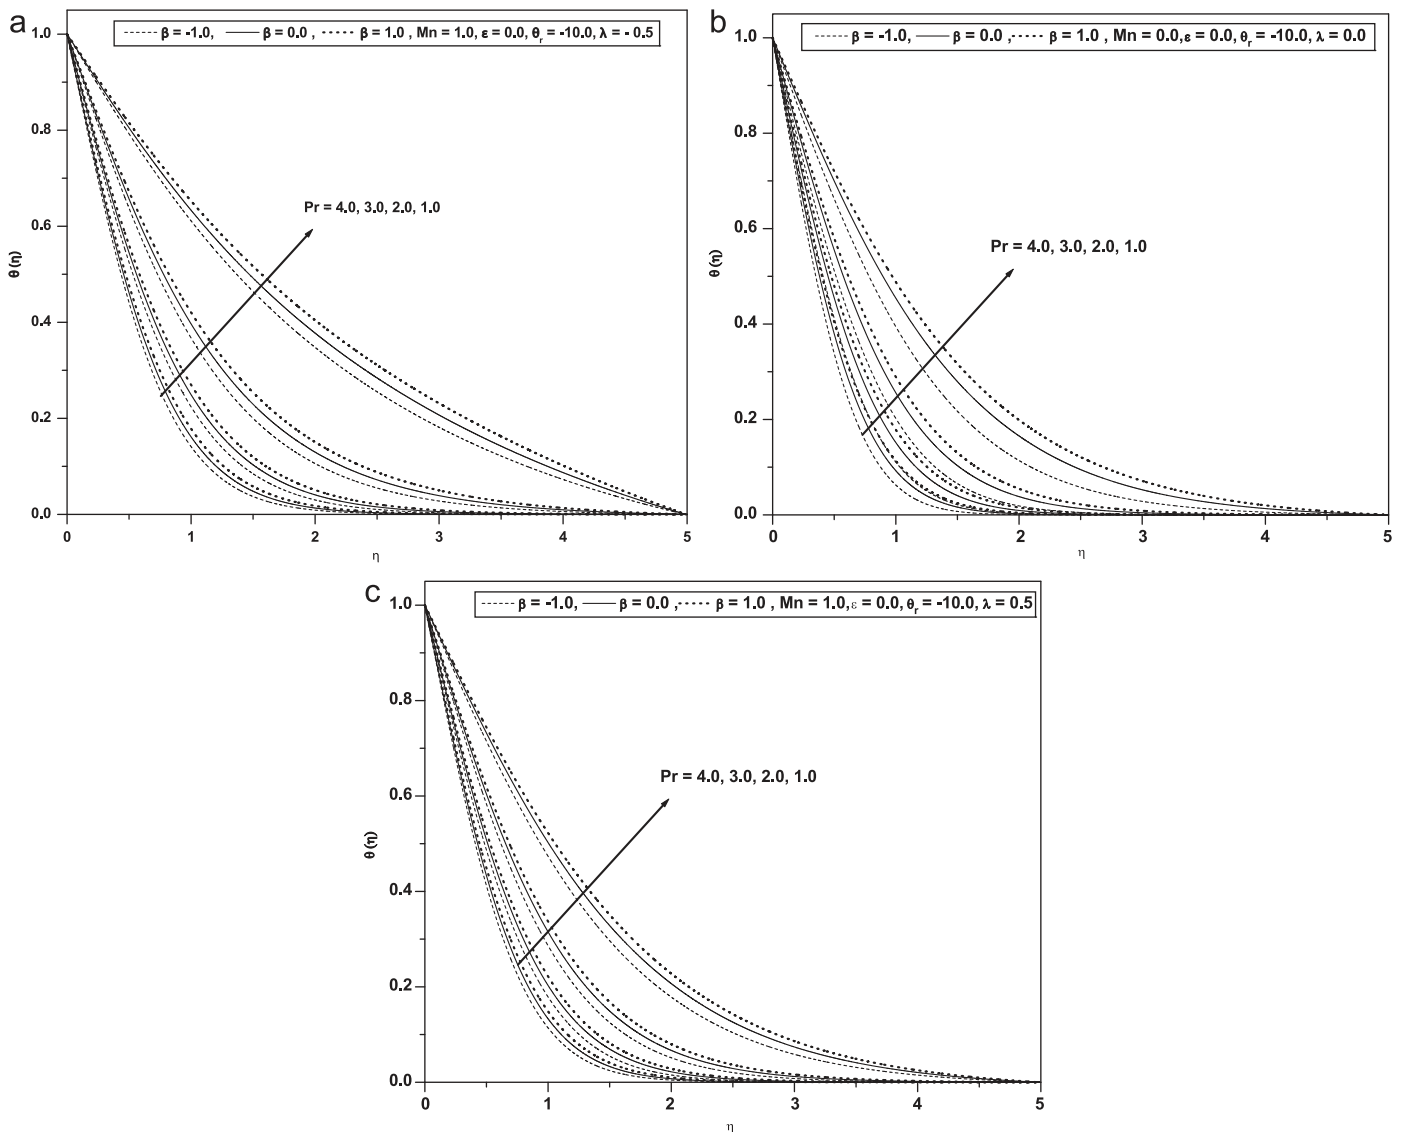 a
β = -1.0, β = 0.0 , β = 1.0 , Mn = 1.0, ε = 0.0, θr = -10.0, λ = - 0.5
1.0
0.8
0.6
0.4
0.2
0.0
θ (η)
Pr = 4.0, 3.0, 2.0, 1.0
0 1 2 3 4 5
η
b
β = -1.0, β = 0.0 , β = 1.0 , Mn = 0.0, ε = 0.0, θr = -10.0, λ = 0.0
1.0
0.8
0.6
0.4
0.2
0.0
θ (η)
Pr = 4.0, 3.0, 2.0, 1.0
0 1 2 3 4 5
η
c
β = -1.0, β = 0.0 , β = 1.0 , Mn = 1.0, ε = 0.0, θr = -10.0, λ = 0.5
1.0
0.8
0.6
0.4
0.2
0.0
θ (η)
Pr = 4.0, 3.0, 2.0, 1.0
0 1 2 3 4 5
η